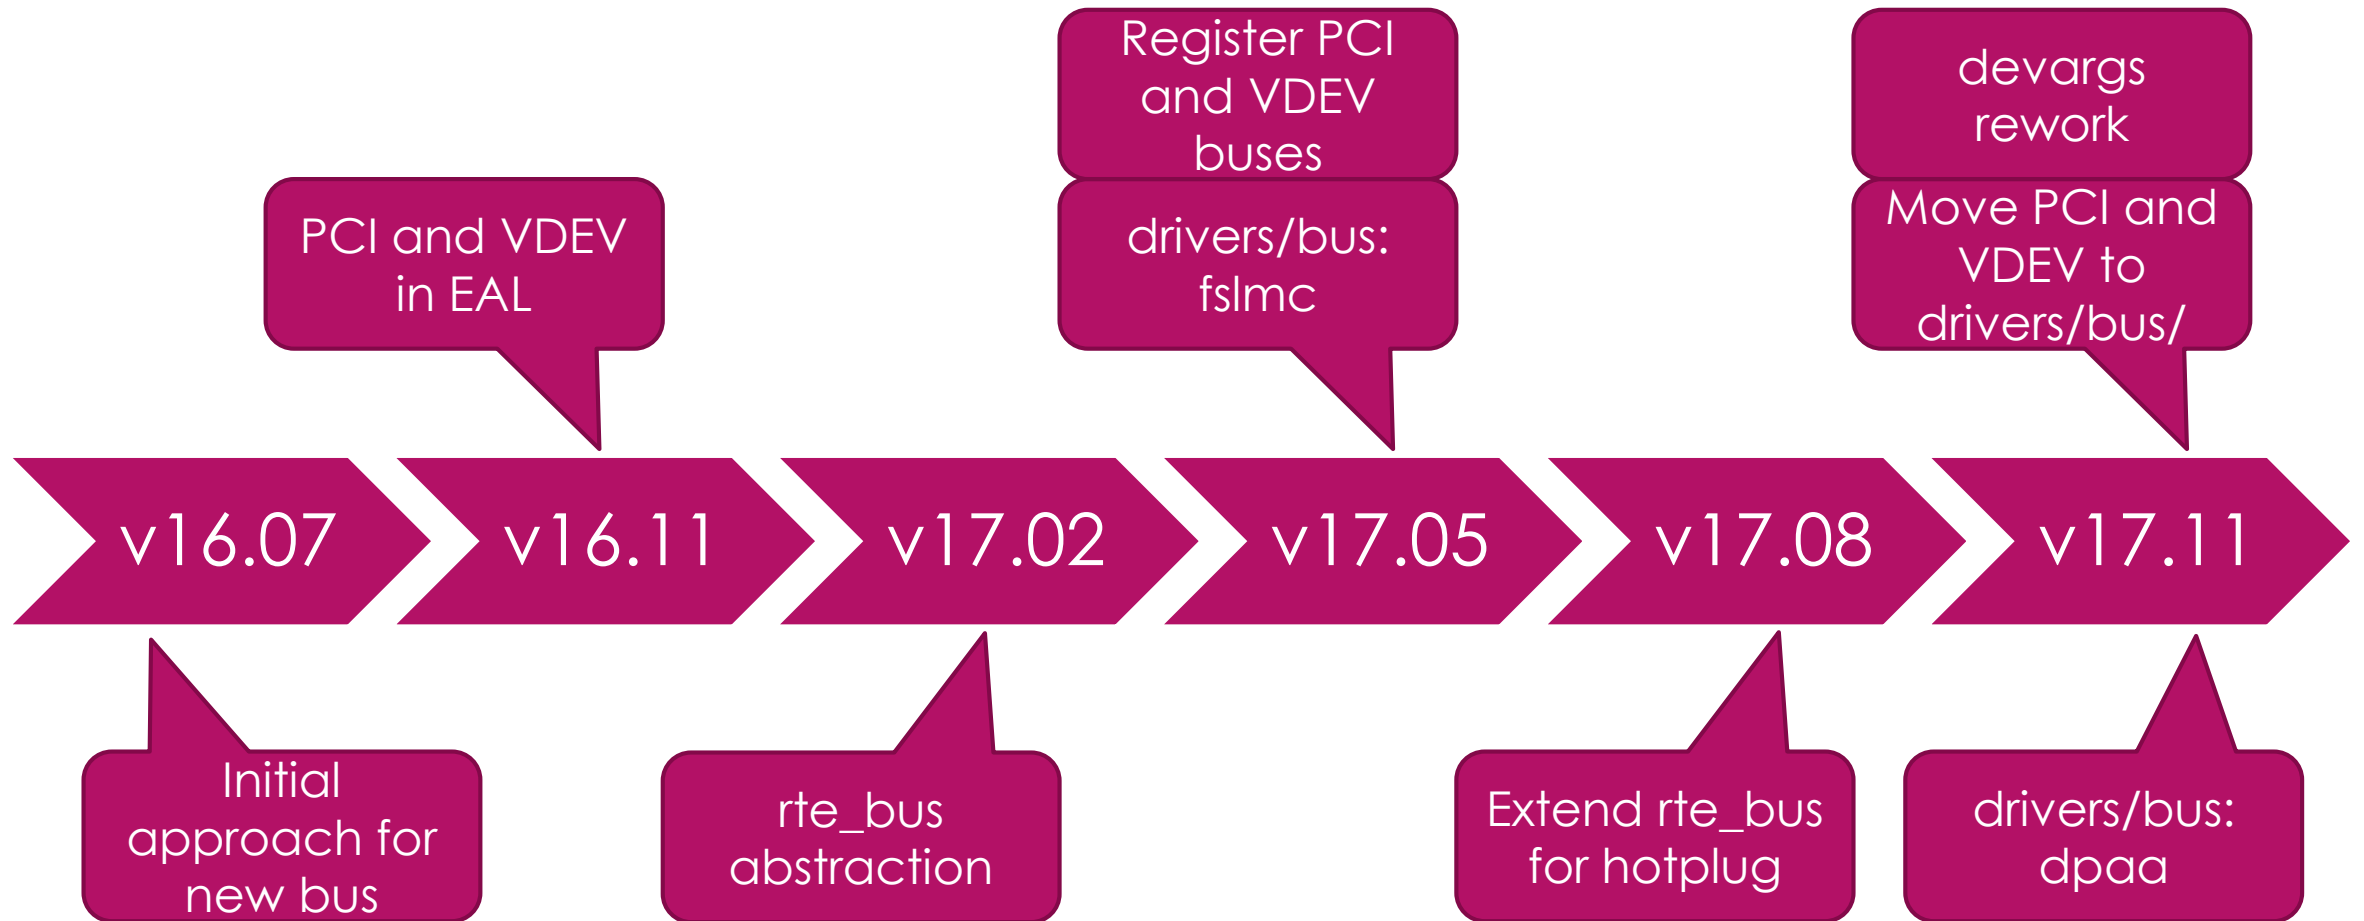 Register PCI
and VDEV
buses
devargs
rework
PCI and VDEV
in EAL
drivers/bus:
fslmc
Move PCI and
VDEV to
drivers/bus/
v16.07
v16.11
v17.02
v17.05
v17.08
v17.11
Initial
approach for
new bus
rte_bus
abstraction
Extend rte_bus
for hotplug
drivers/bus:
dpaa